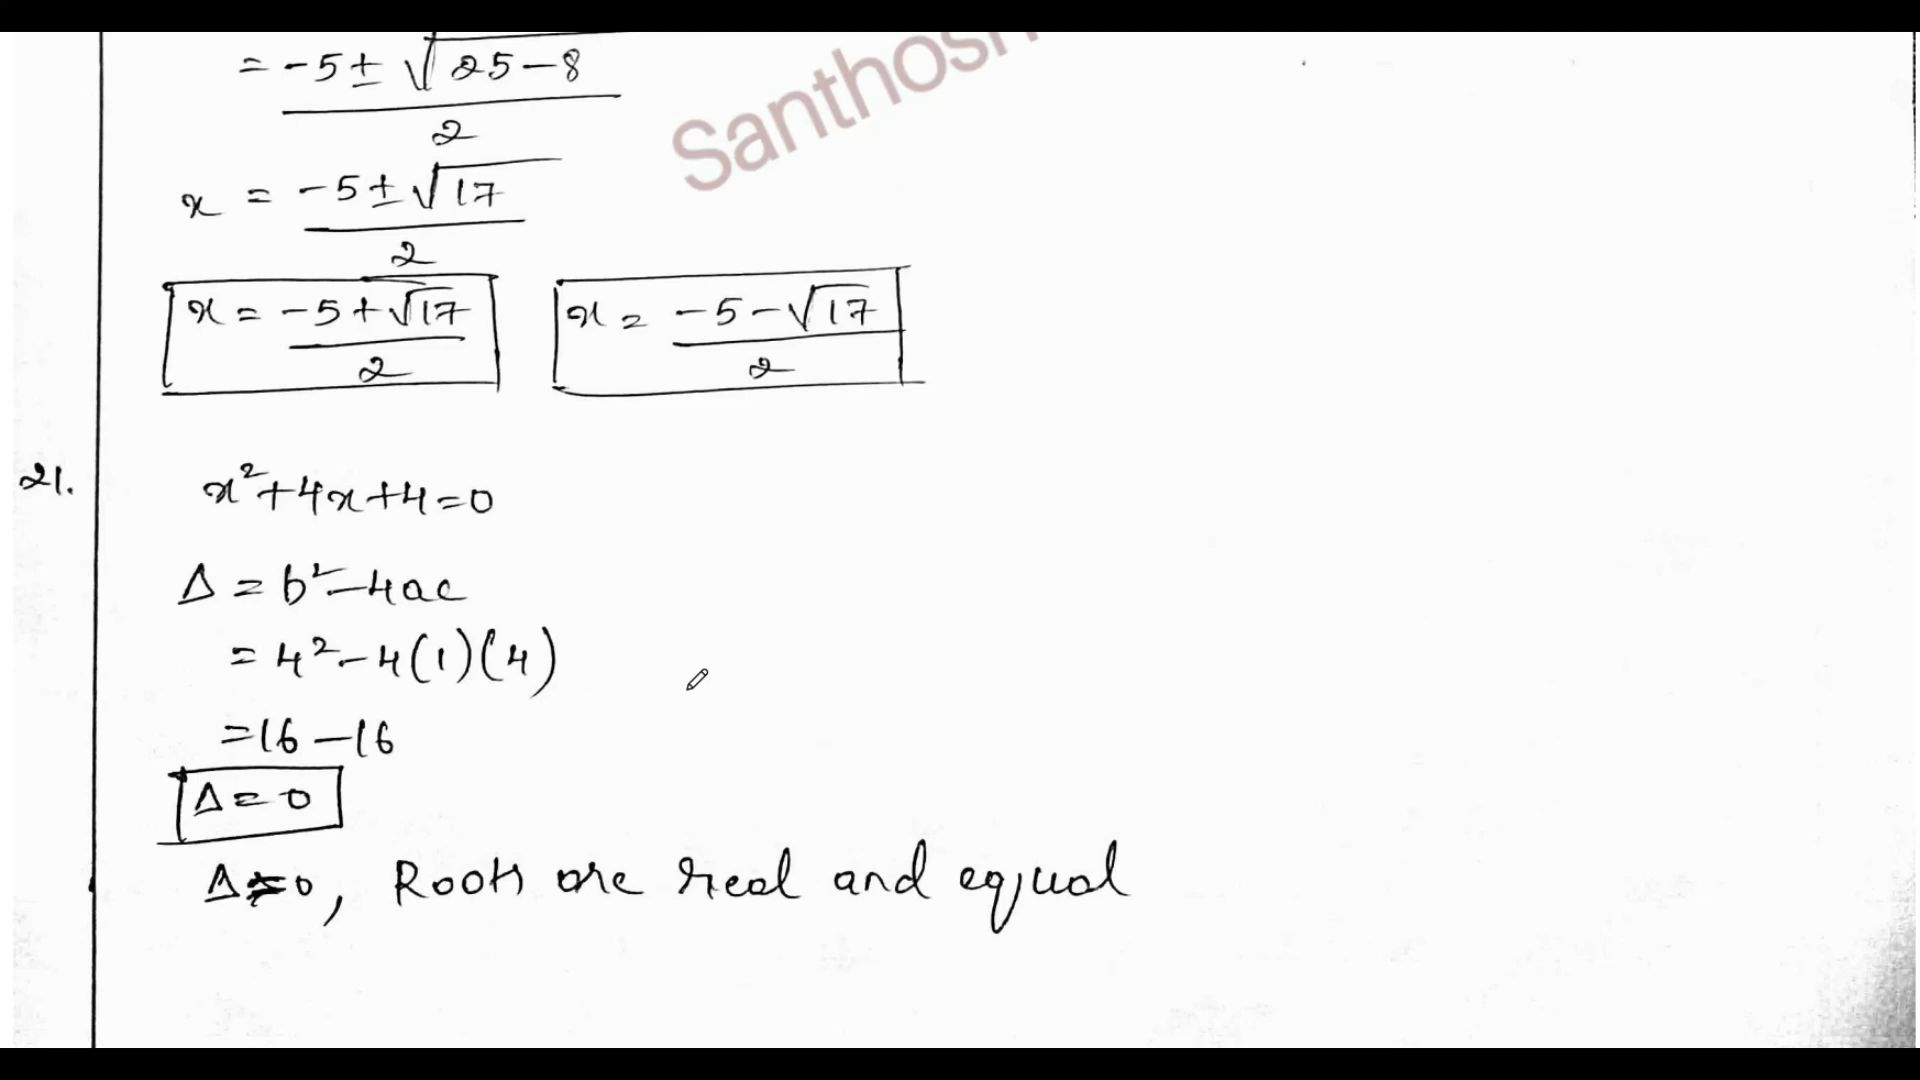 = -5 ± √25-8 / 2
x = -5 ± √17 / 2
x = -5+√17 / 2    x = -5-√17 / 2
21. x²+4x+4=0
Δ = b²-4ac
= 4²-4(1)(4)
=16-16
Δ = 0
Δ=0, Roots are real and equal
Santhosh